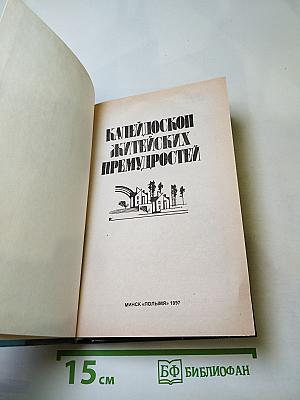 КАЛЕЙДОСКОП
ЖИТЕЙСКИХ
ПРЕМУДРОСТЕЙ
МИНСК «ПОЛЫМЯ» 1997
15 см
БФ БИБЛИОФАН